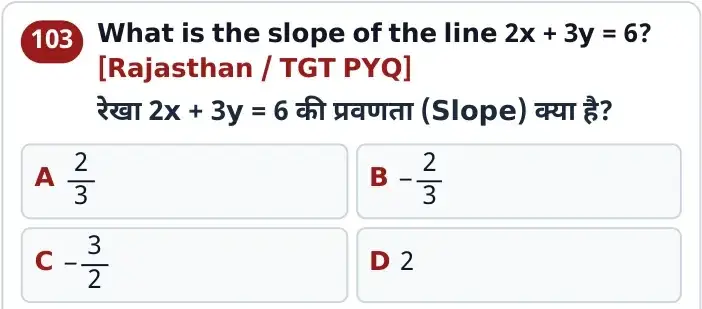 103 What is the slope of the line 2x + 3y = 6?
[Rajasthan / TGT PYQ]
रेखा 2x + 3y = 6 की प्रवणता (Slope) क्या है?
A 2/3
B -2/3
C -3/2
D 2